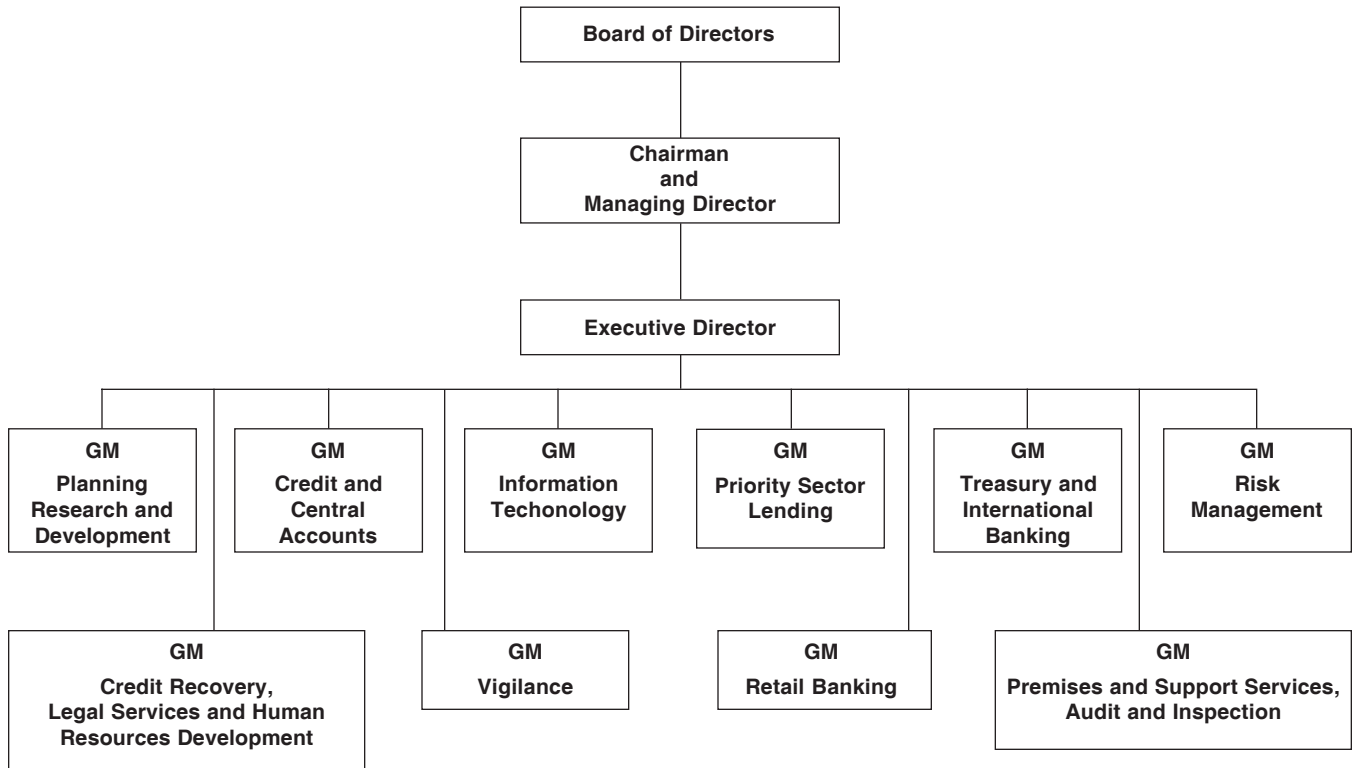 Board of Directors
Chairman
and
Managing Director
Executive Director
GM
Planning
Research and
Development
GM
Credit and
Central
Accounts
GM
Information
Techonology
GM
Priority Sector
Lending
GM
Treasury and
International
Banking
GM
Risk
Management
GM
Credit Recovery,
Legal Services and Human
Resources Development
GM
Vigilance
GM
Retail Banking
GM
Premises and Support Services,
Audit and Inspection